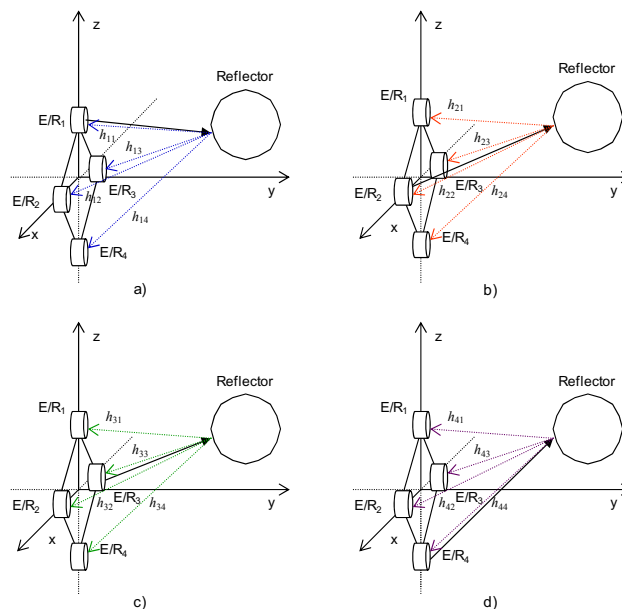 z
Reflector
E/R1
h11
h13
E/R3
y
E/R2
h12
x
h14
E/R4
a)
z
Reflector
E/R1
h21
h23
E/R3
y
E/R2
h22
h24
x
E/R4
b)
z
Reflector
E/R1
h31
h33
E/R3
y
E/R2
h32
h34
x
E/R4
c)
z
Reflector
E/R1
h41
h43
E/R3
y
E/R2
h42
h44
x
E/R4
d)